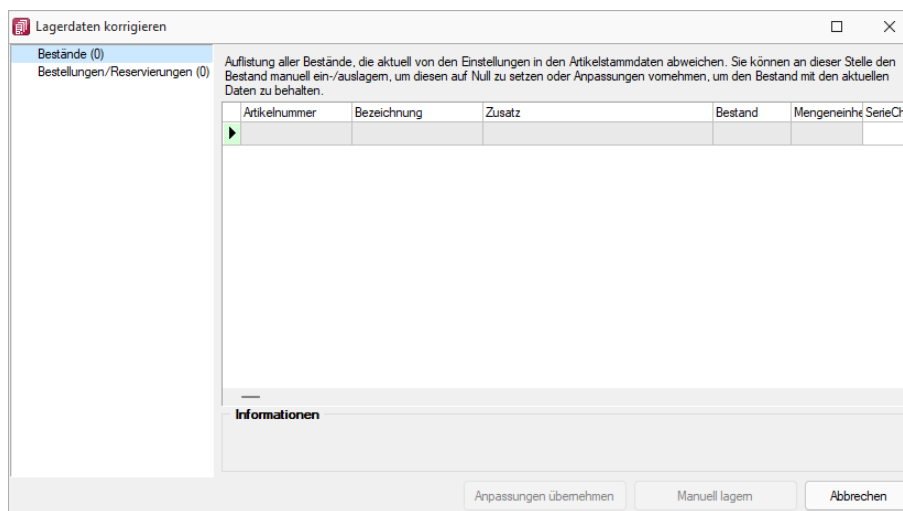 Lagerdaten korrigieren
Bestände (0)
Bestellungen/Reservierungen (0)
Auflistung aller Bestände, die aktuell von den Einstellungen in den Artikelstammdaten abweichen. Sie können an dieser Stelle den
Bestand manuell ein-/auslagern, um diesen auf Null zu setzen oder Anpassungen vornehmen, um den Bestand mit den aktuellen
Daten zu behalten.
Artikelnummer Bezeichnung Zusatz Bestand Mengeneinhe SerieCh
Informationen
Anpassungen übernehmen Manuell lagern Abbrechen